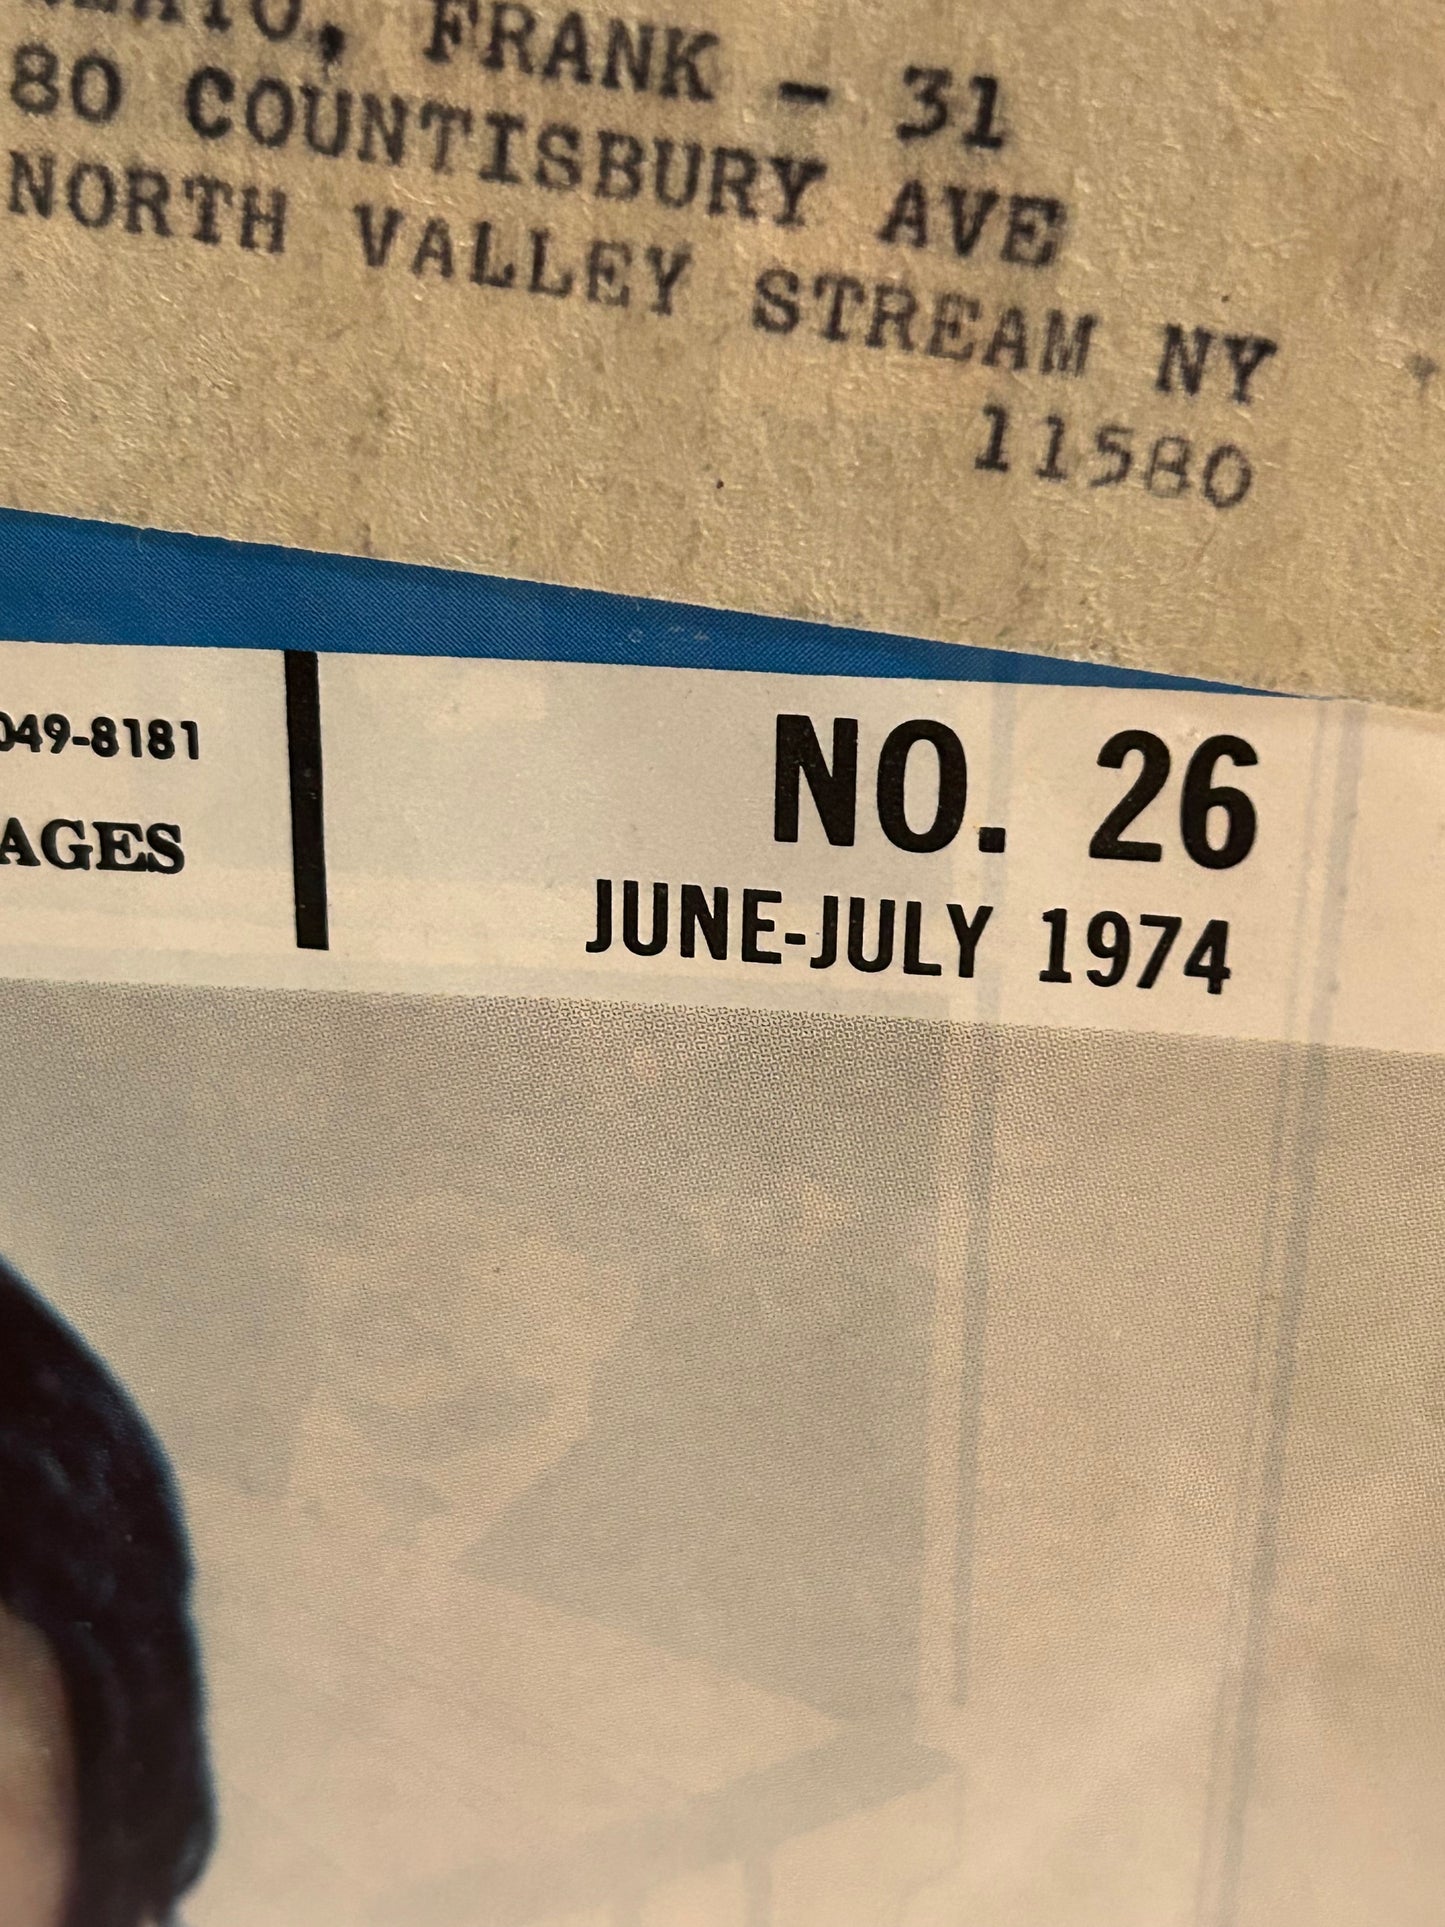 FRANK - 31
80 COUNTISBURY AVE
NORTH VALLEY STREAM NY
11580
049-8181
AGES
NO. 26
JUNE-JULY 1974